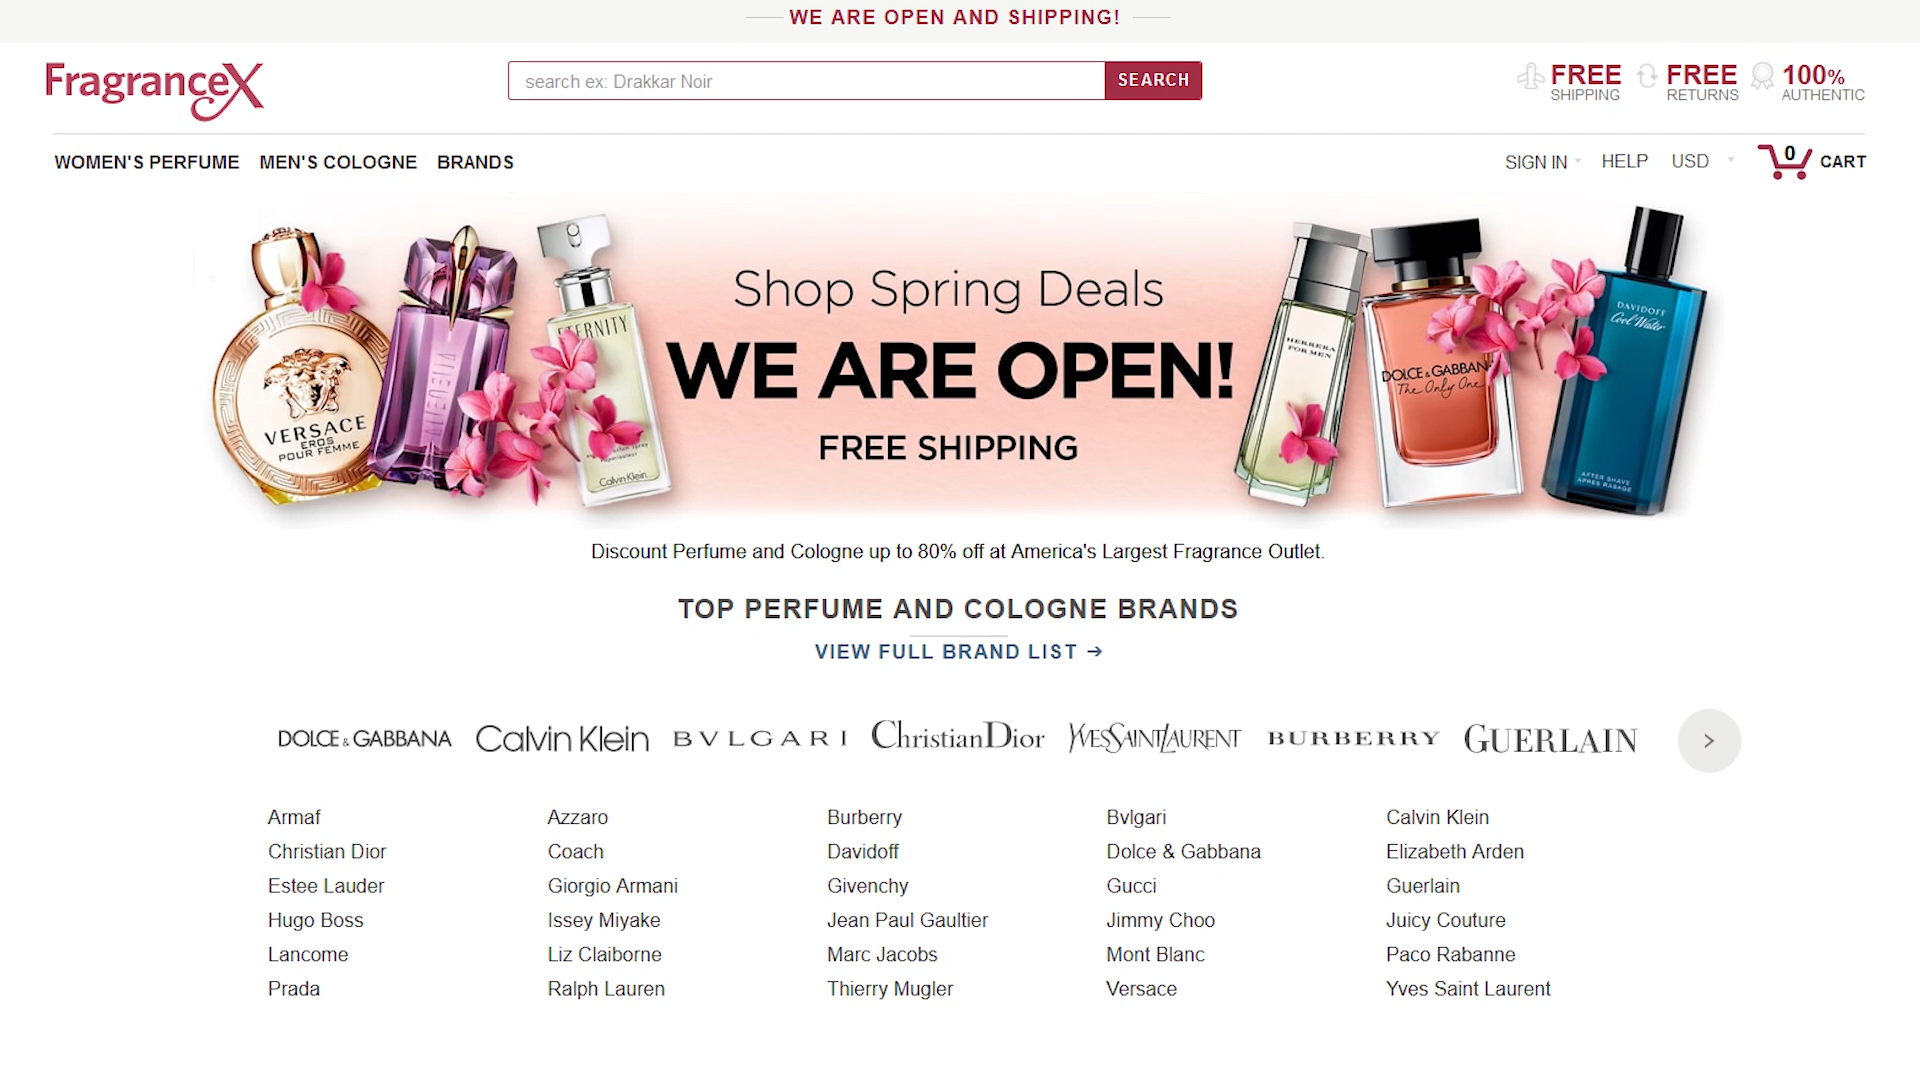 WE ARE OPEN AND SHIPPING!
FragranceX
search ex: Drakkar Noir
SEARCH
FREE SHIPPING
FREE RETURNS
100% AUTHENTIC
WOMEN'S PERFUME
MEN'S COLOGNE
BRANDS
SIGN IN
HELP
USD
0
CART
Shop Spring Deals
WE ARE OPEN!
FREE SHIPPING
VERSACE
EROS
POUR FEMME
ETERNITY
Calvin Klein
HERRERA
FOR MEN
DOLCE & GABBANA
The Only One
DAVIDOFF
Cool Water
AFTER SHAVE
APRES RASAGE
Discount Perfume and Cologne up to 80% off at America's Largest Fragrance Outlet.
TOP PERFUME AND COLOGNE BRANDS
VIEW FULL BRAND LIST →
DOLCE & GABBANA
Calvin Klein
BVLGARI
Christian Dior
YVES SAINT LAURENT
BURBERRY
GUERLAIN
>
Armaf Azzaro Burberry Bvlgari Calvin Klein
Christian Dior Coach Davidoff Dolce & Gabbana Elizabeth Arden
Estee Lauder Giorgio Armani Givenchy Gucci Guerlain
Hugo Boss Issey Miyake Jean Paul Gaultier Jimmy Choo Juicy Couture
Lancome Liz Claiborne Marc Jacobs Mont Blanc Paco Rabanne
Prada Ralph Lauren Thierry Mugler Versace Yves Saint Laurent